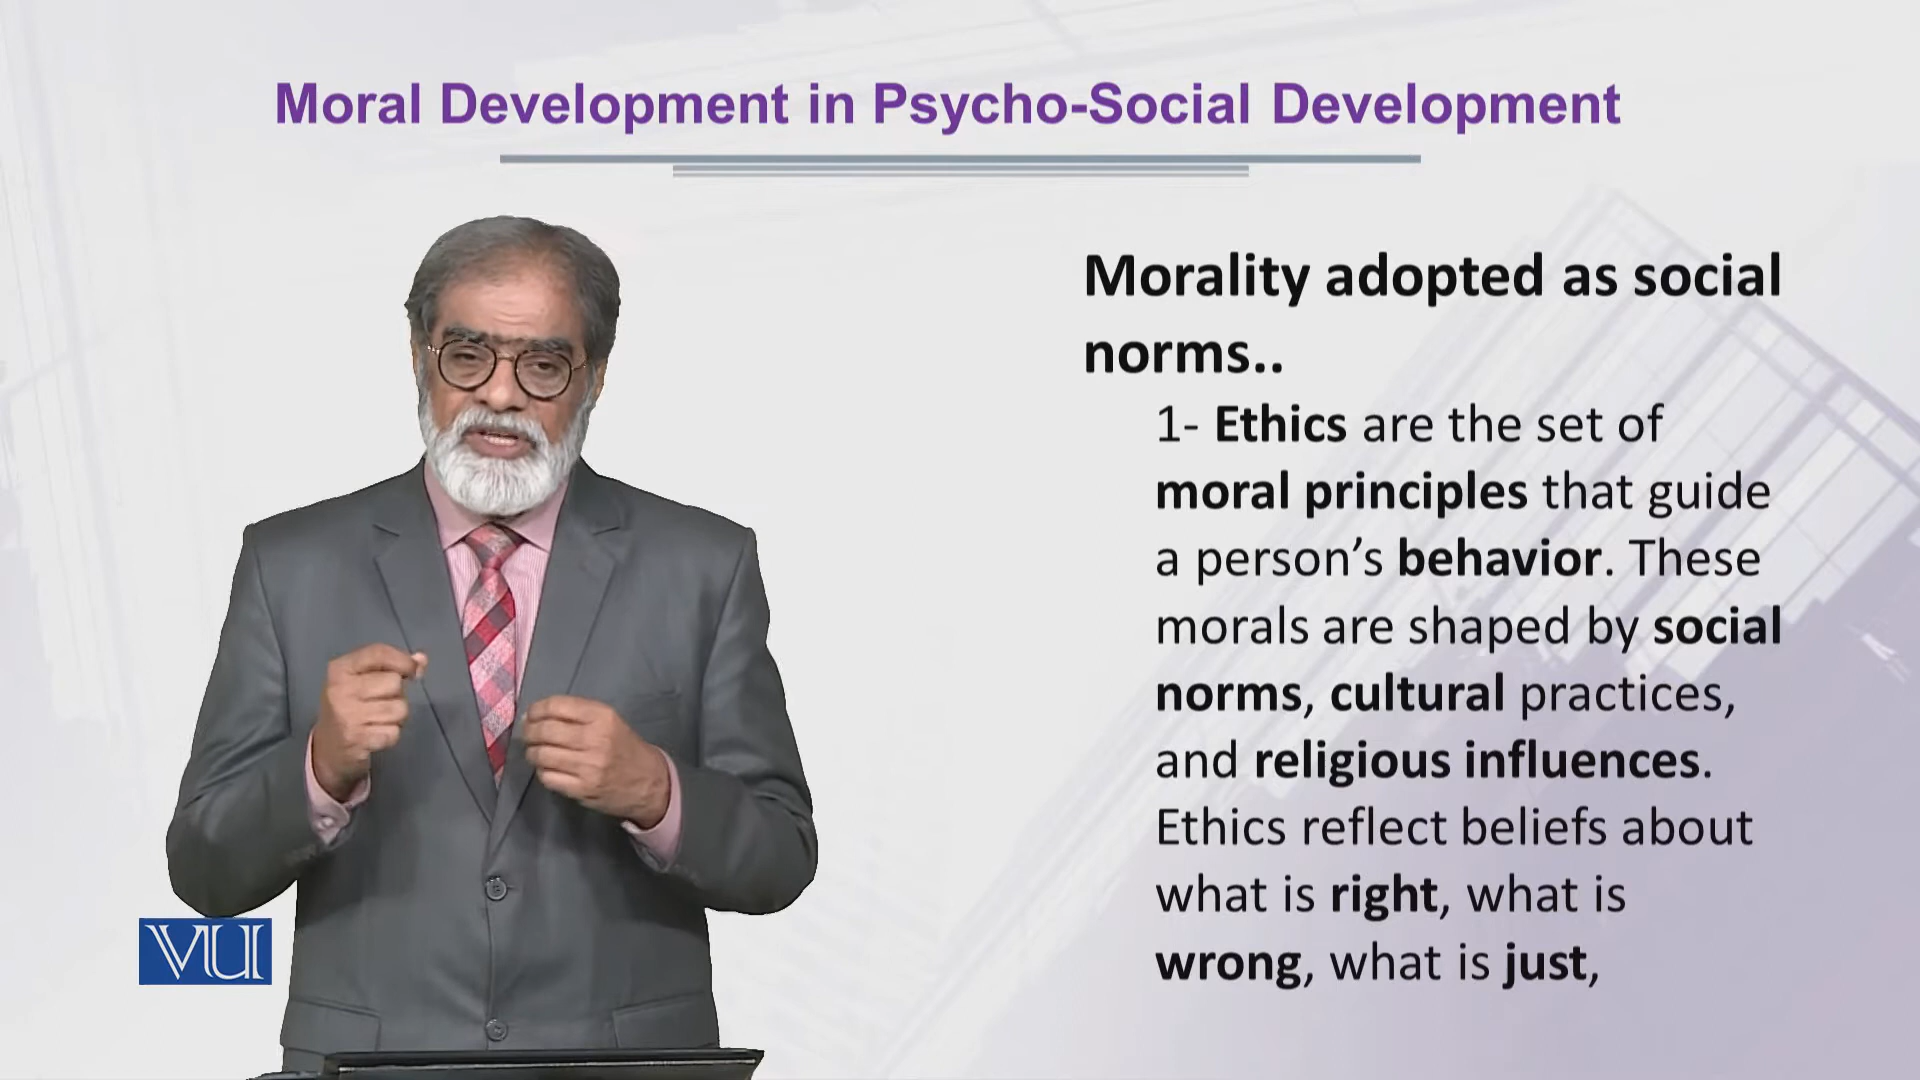 Moral Development in Psycho-Social Development
Morality adopted as social
norms..
1- Ethics are the set of
moral principles that guide
a person’s behavior. These
morals are shaped by social
norms, cultural practices,
and religious influences.
Ethics reflect beliefs about
what is right, what is
wrong, what is just,
VU